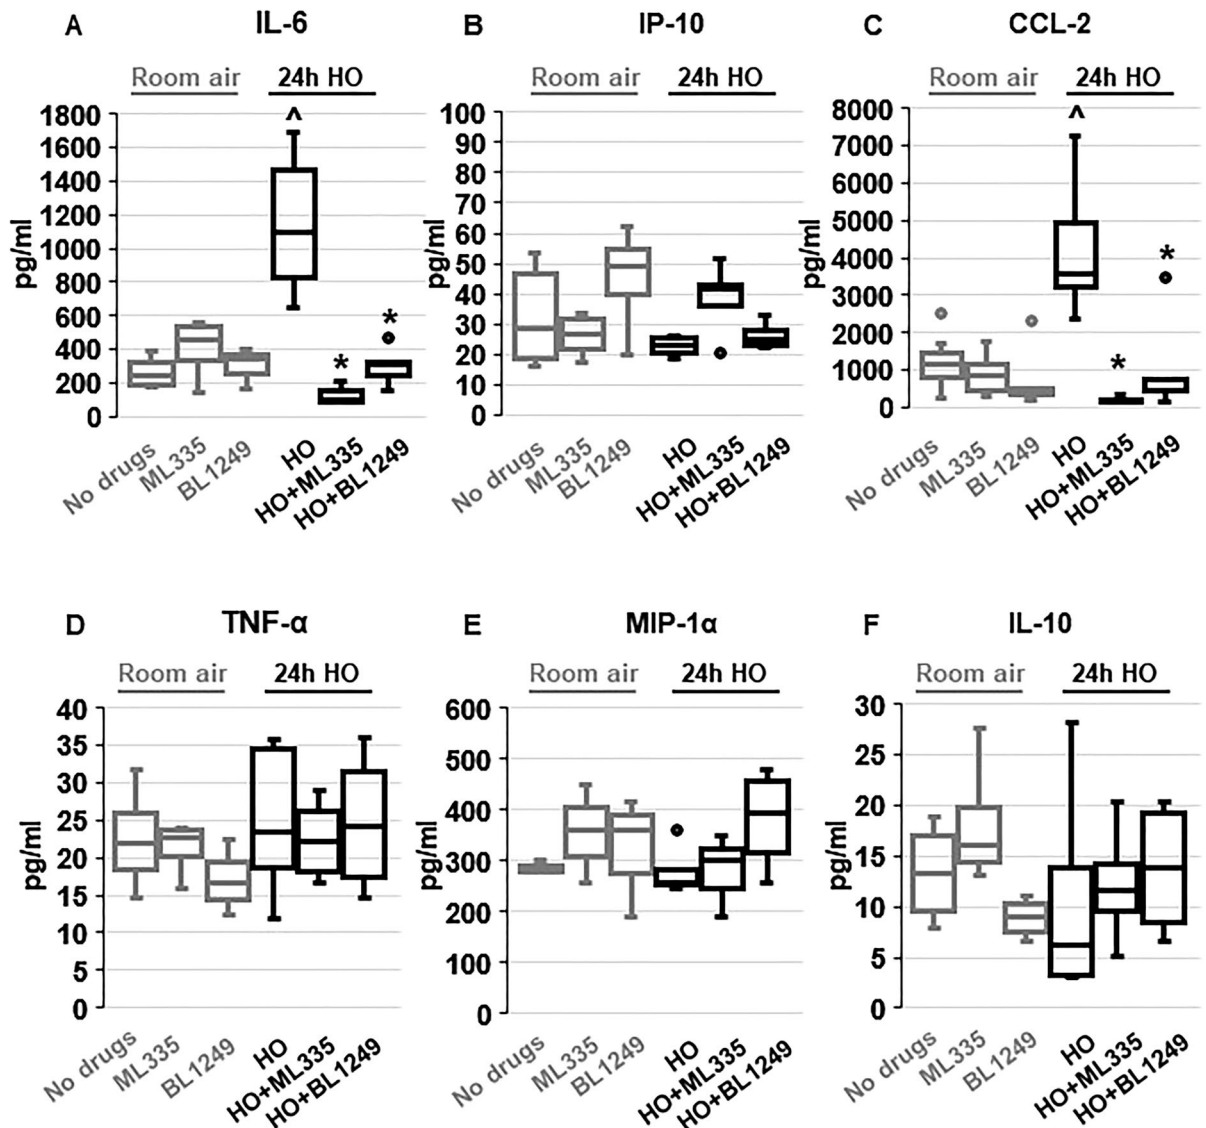 A IL-6 B IP-10 C CCL-2
Room air 24h HO Room air 24h HO Room air 24h HO
pg/ml
1800
1600
1400
1200
1000
800
600
400
200
0
^
*
*
No drugs
ML335
BL1249
HO
HO+ML335
HO+BL1249
pg/ml
100
90
80
70
60
50
40
30
20
10
0
No drugs
ML335
BL1249
HO
HO+ML335
HO+BL1249
pg/ml
8000
7000
6000
5000
4000
3000
2000
1000
0
^
*
*
No drugs
ML335
BL1249
HO
HO+ML335
HO+BL1249
D TNF-α E MIP-1α F IL-10
Room air 24h HO Room air 24h HO Room air 24h HO
pg/ml
40
35
30
25
20
15
10
5
0
No drugs
ML335
BL1249
HO
HO+ML335
HO+BL1249
pg/ml
600
500
400
300
200
100
0
No drugs
ML335
BL1249
HO
HO+ML335
HO+BL1249
pg/ml
30
25
20
15
10
5
0
No drugs
ML335
BL1249
HO
HO+ML335
HO+BL1249